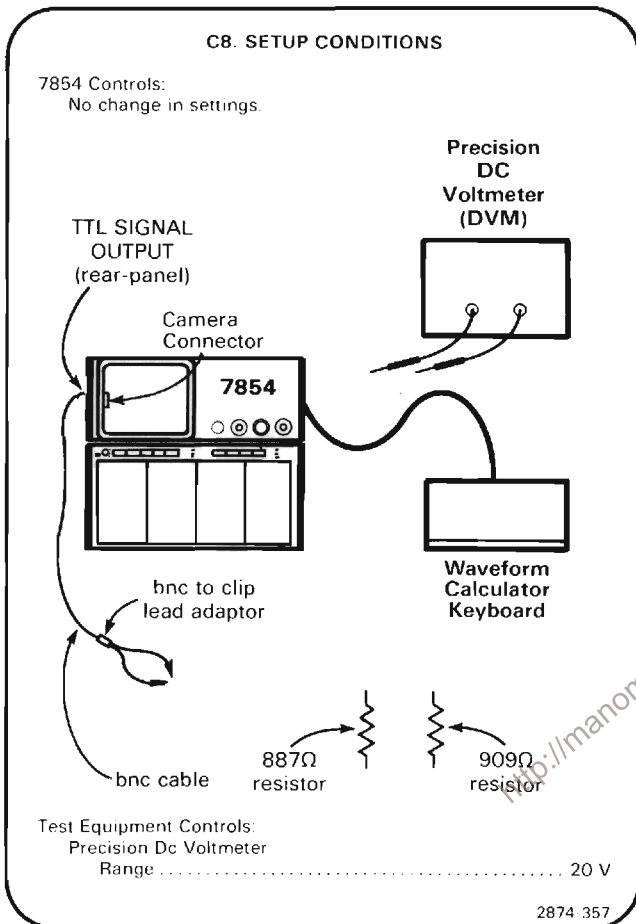 C8. SETUP CONDITIONS
7854 Controls:
No change in settings.
Precision
DC
Voltmeter
(DVM)
TTL SIGNAL
OUTPUT
(rear-panel)
Camera
Connector
7854
Waveform
Calculator
Keyboard
bnc to clip
lead adaptor
bnc cable
887Ω
resistor
909Ω
resistor
http://manom
Test Equipment Controls:
Precision Dc Voltmeter
Range . . . . . . . . . . . . . . . . . . . . . . . . . . . . . . . . . . . . . . . . . 20 V
2874-357